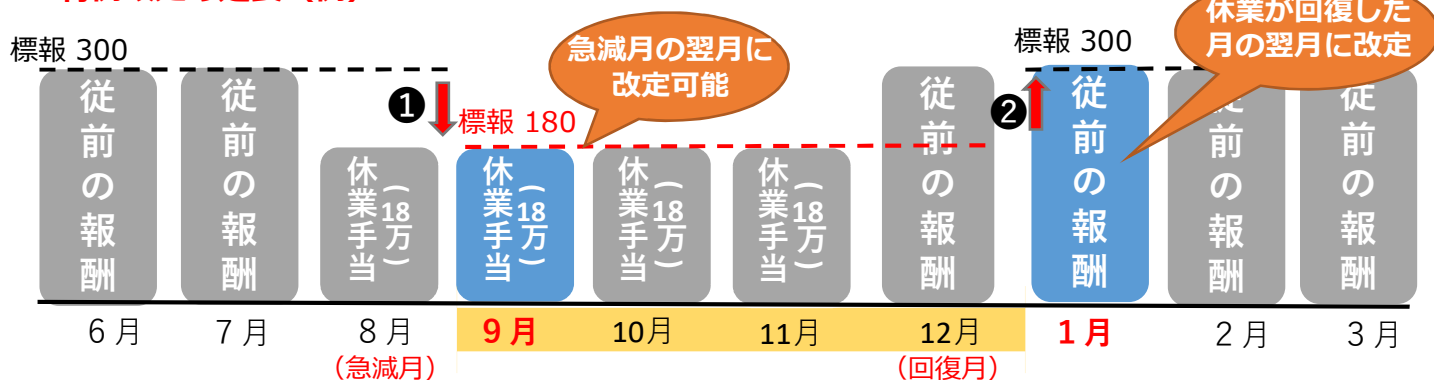 標報 300
急減月の翌月に
改定可能
標報 300
休業が回復した
月の翌月に改定
❶
標報 180
❷
従前の報酬
従前の報酬
休業手当
(18万)
休業手当
(18万)
休業手当
(18万)
休業手当
(18万)
従前の報酬
従前の報酬
従前の報酬
従前の報酬
6月
7月
8月
9月
10月
11月
12月
1月
2月
3月
(急減月)
(回復月)